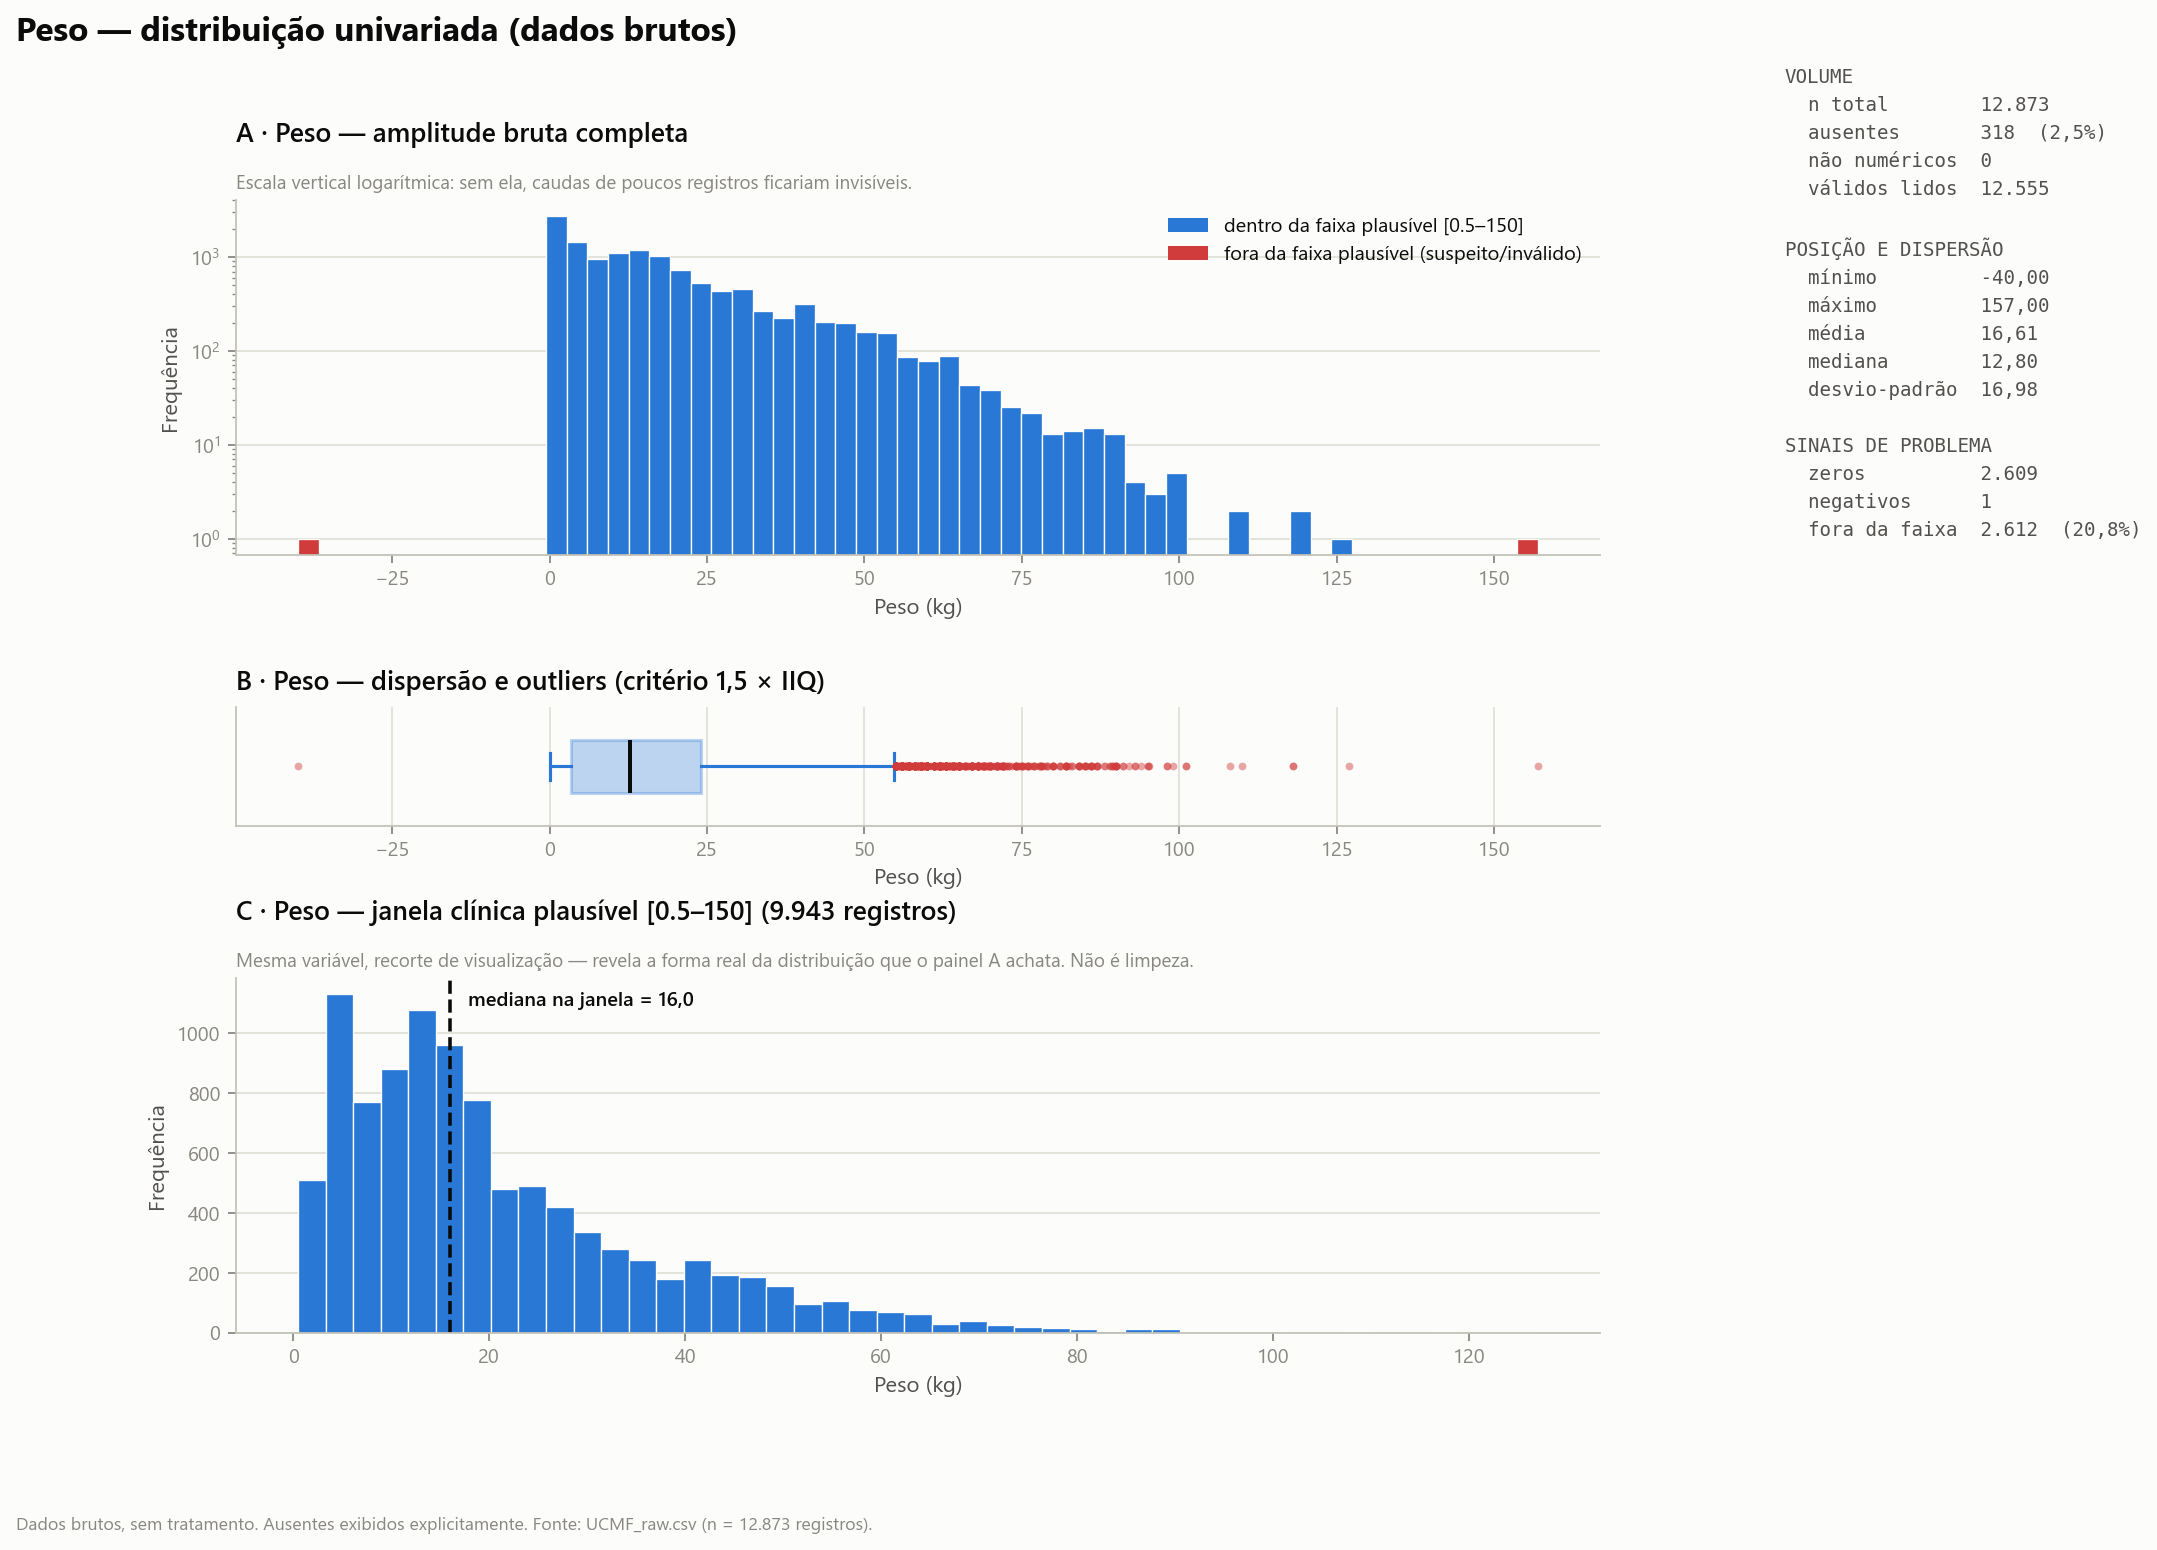 Peso — distribuição univariada (dados brutos)
VOLUME
n total 12.873
ausentes 318 (2,5%)
não numéricos 0
válidos lidos 12.555
POSIÇÃO E DISPERSÃO
mínimo -40,00
máximo 157,00
média 16,61
mediana 12,80
desvio-padrão 16,98
SINAIS DE PROBLEMA
zeros 2.609
negativos 1
fora da faixa 2.612 (20,8%)
A · Peso — amplitude bruta completa
Escala vertical logarítmica: sem ela, caudas de poucos registros ficariam invisíveis.
dentro da faixa plausível [0.5–150]
fora da faixa plausível (suspeito/inválido)
Frequência
10³
10²
10¹
10⁰
−25 0 25 50 75 100 125 150
Peso (kg)
B · Peso — dispersão e outliers (critério 1,5 × IIQ)
−25 0 25 50 75 100 125 150
Peso (kg)
C · Peso — janela clínica plausível [0.5–150] (9.943 registros)
Mesma variável, recorte de visualização — revela a forma real da distribuição que o painel A achata. Não é limpeza.
mediana na janela = 16,0
Frequência
1000
800
600
400
200
0
0 20 40 60 80 100 120
Peso (kg)
Dados brutos, sem tratamento. Ausentes exibidos explicitamente. Fonte: UCMF_raw.csv (n = 12.873 registros).